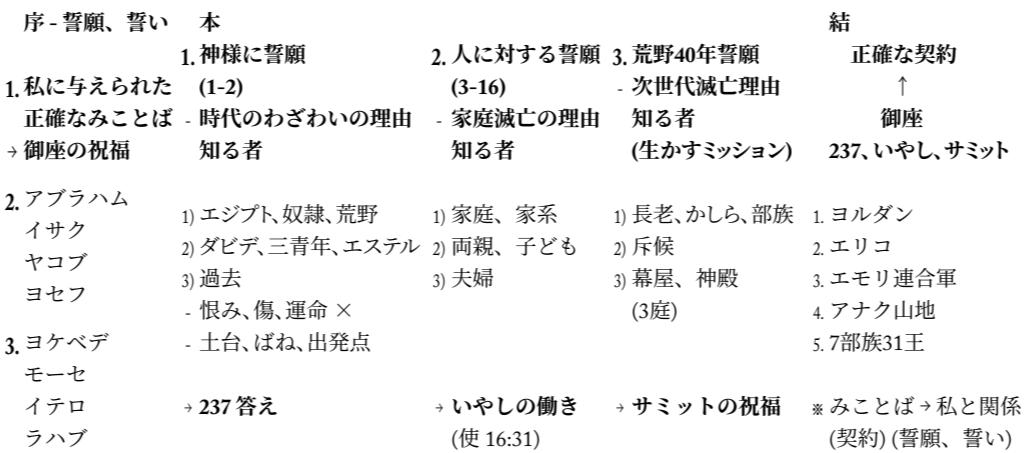 序 - 誓願、誓い
1. 私に与えられた
正確なみことば
→ 御座の祝福
2. アブラハム
イサク
ヤコブ
ヨセフ
3. ヨケベデ
モーセ
イテロ
ラハブ
本
1. 神様に誓願
(1-2)
- 時代のわざわいの理由
知る者
1) エジプト、奴隷、荒野
2) ダビデ、三青年、エステル
3) 過去
- 恨み、傷、運命 ×
- 土台、ばね、出発点
→ 237 答え
2. 人に対する誓願
(3-16)
- 家庭滅亡の理由
知る者
1) 家庭、家系
2) 両親、子ども
3) 夫婦
→ いやしの働き
(使 16:31)
3. 荒野40年誓願
- 次世代滅亡理由
知る者
(生かすミッション)
1) 長老、かしら、部族
2) 斥候
3) 幕屋、神殿
(3庭)
→ サミットの祝福
結
正確な契約
↑
御座
237、いやし、サミット
1. ヨルダン
2. エリコ
3. エモリ連合軍
4. アナク山地
5. 7部族31王
※ みことば → 私と関係
(契約) (誓願、誓い)